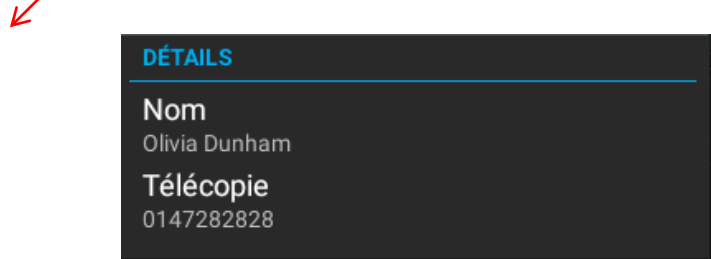 DÉTAILS
Nom
Olivia Dunham
Télécopie
0147282828